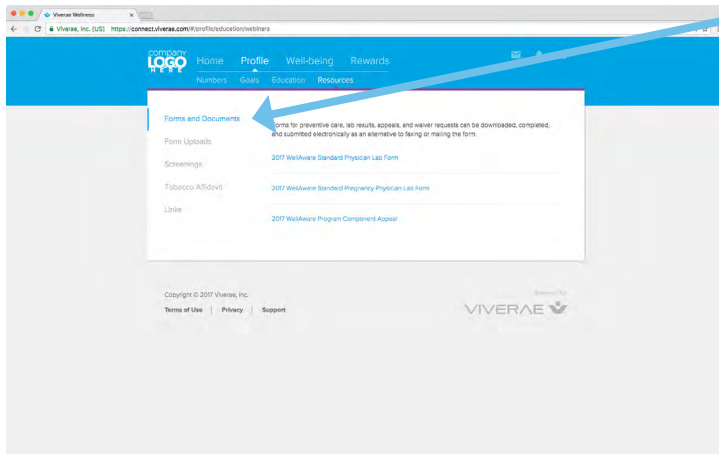 Viverae Wellness
Viverae, Inc. [US] https://connect.viverae.com/#/profile/education/webinars
company
LOGO
HERE
Home Profile Well-being Rewards
Numbers Goals Education Resources
Forms and Documents
Form Uploads
Screenings
Tobacco Affidavit
Links
Forms for preventive care, lab results, appeals, and waiver requests can be downloaded, completed,
and submitted electronically as an alternative to faxing or mailing the form.
2017 WellAware Standard Physician Lab Form
2017 WellAware Standard Pregnancy Physician Lab Form
2017 WellAware Program Component Appeal
Copyright © 2017 Viverae, Inc.
Terms of Use | Privacy | Support
Powered by
VIVERAE